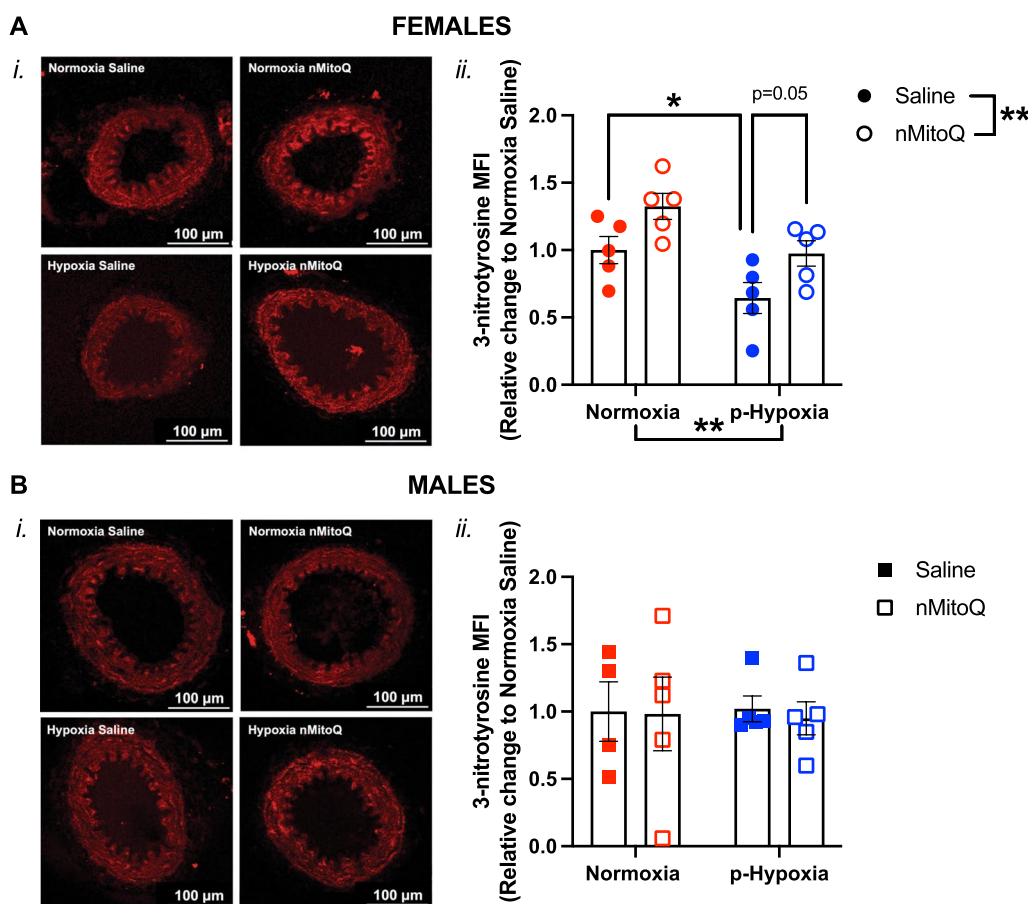 A
FEMALES
i.
Normoxia Saline
100 µm
Normoxia nMitoQ
100 µm
Hypoxia Saline
100 µm
Hypoxia nMitoQ
100 µm
ii.
3-nitrotyrosine MFI
(Relative change to Normoxia Saline)
2.0
1.5
1.0
0.5
0.0
*
p=0.05
Normoxia
p-Hypoxia
**
Saline
nMitoQ
**
B
MALES
i.
Normoxia Saline
100 µm
Normoxia nMitoQ
100 µm
Hypoxia Saline
100 µm
Hypoxia nMitoQ
100 µm
ii.
3-nitrotyrosine MFI
(Relative change to Normoxia Saline)
2.0
1.5
1.0
0.5
0.0
Normoxia
p-Hypoxia
Saline
nMitoQ